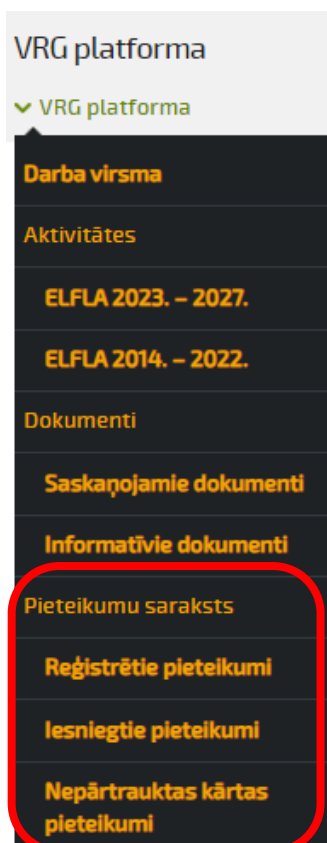 VRG platforma
VRG platforma
Darba virsma
Aktivitātes
ELFLA 2023. – 2027.
ELFLA 2014. – 2022.
Dokumenti
Saskaņojamie dokumenti
Informatīvie dokumenti
Pieteikumu saraksts
Reģistrētie pieteikumi
Iesniegtie pieteikumi
Nepārtrauktas kārtas
pieteikumi